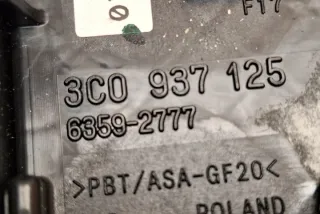 F17
3C0 937 125
6359-2777
>PBT/ASA-GF20<
POLAND